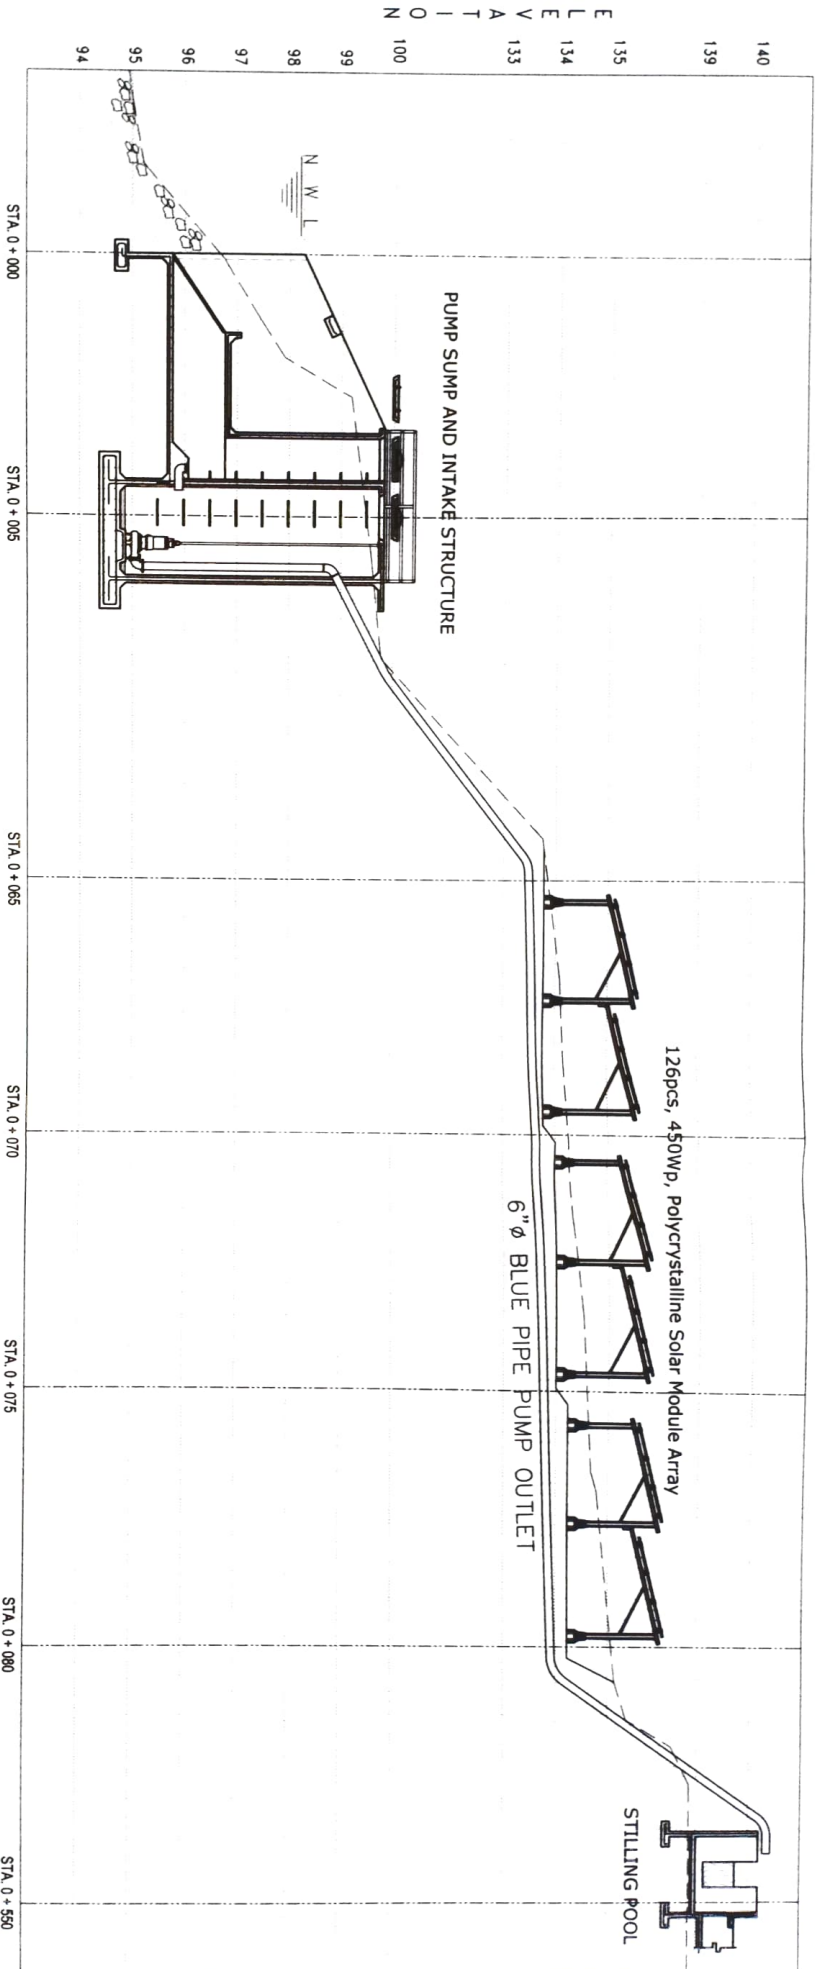 ELEVATION
140
139
135
134
133
100
99
98
97
96
95
94
NWL
PUMP SUMP AND INTAKE STRUCTURE
126pcs, 450Wp, Polycrystalline Solar Module Array
6"ø BLUE PIPE PUMP OUTLET
STILLING POOL
STA. 0 + 000
STA. 0 + 005
STA. 0 + 065
STA. 0 + 070
STA. 0 + 075
STA. 0 + 080
STA. 0 + 550